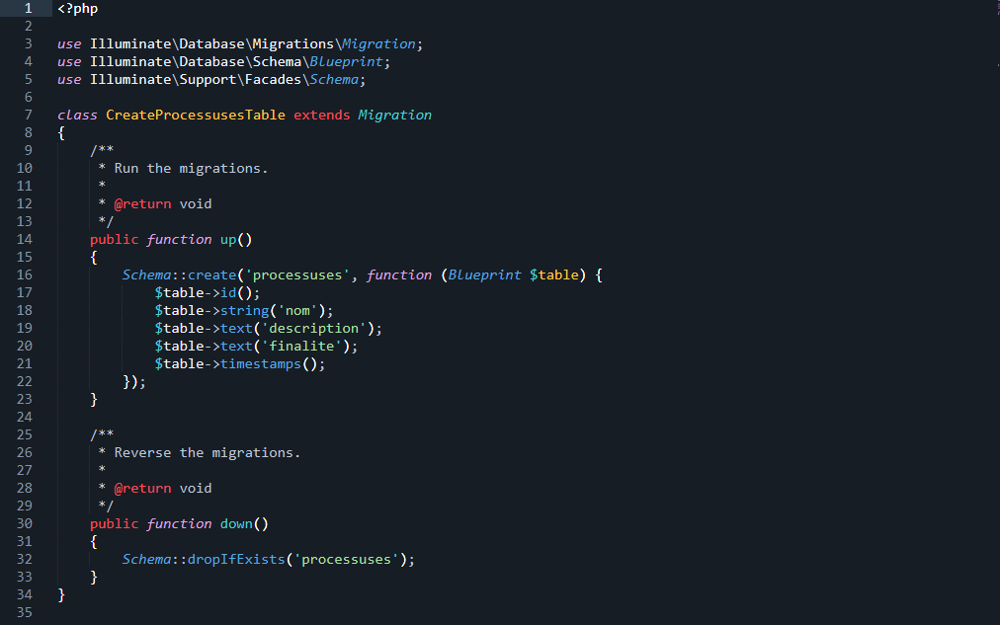 1 <?php
2
3 use Illuminate\Database\Migrations\Migration;
4 use Illuminate\Database\Schema\Blueprint;
5 use Illuminate\Support\Facades\Schema;
6
7 class CreateProcessusesTable extends Migration
8 {
9     /**
10      * Run the migrations.
11      *
12      * @return void
13      */
14     public function up()
15     {
16         Schema::create('processuses', function (Blueprint $table) {
17             $table->id();
18             $table->string('nom');
19             $table->text('description');
20             $table->text('finalite');
21             $table->timestamps();
22         });
23     }
24
25     /**
26      * Reverse the migrations.
27      *
28      * @return void
29      */
30     public function down()
31     {
32         Schema::dropIfExists('processuses');
33     }
34 }
35